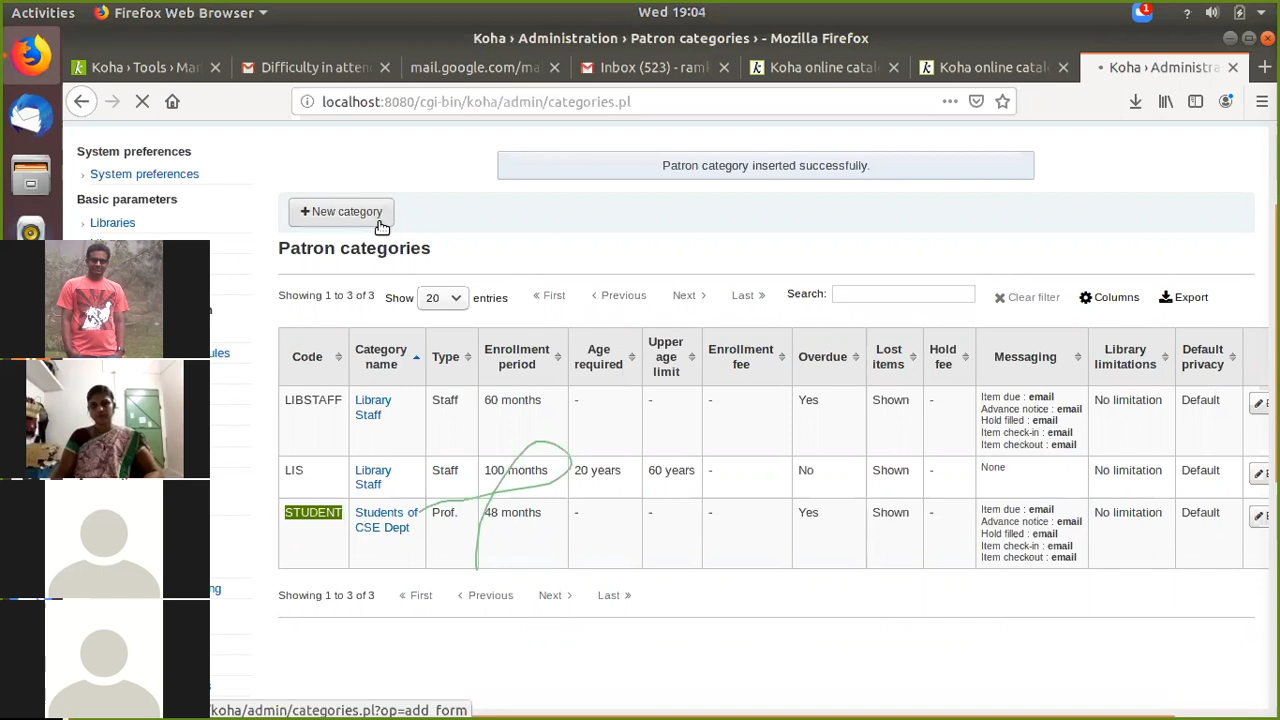 Activities Firefox Web Browser Wed 19:04 1 ?
Koha › Administration › Patron categories › - Mozilla Firefox
Koha › Tools › Mar Difficulty in atten mail.google.com/ma Inbox (523) - ram Koha online catal Koha online catal Koha › Administra
localhost:8080/cgi-bin/koha/admin/categories.pl
System preferences
System preferences
Basic parameters
Libraries
Patron category inserted successfully.
+ New category
Patron categories
Showing 1 to 3 of 3 Show 20 entries « First ‹ Previous Next › Last » Search: Clear filter Columns Export
Code Category name Type Enrollment period Age required Upper age limit Enrollment fee Overdue Lost items Hold fee Messaging Library limitations Default privacy
LIBSTAFF Library Staff Staff 60 months - - - Yes Shown - Item due : email
Advance notice : email
Hold filled : email
Item check-in : email
Item checkout : email
No limitation Default E
LIS Library Staff Staff 100 months 20 years 60 years - No Shown - None No limitation Default E
STUDENT Students of CSE Dept Prof. 48 months - - - Yes Shown - Item due : email
Advance notice : email
Hold filled : email
Item check-in : email
Item checkout : email
No limitation Default E
Showing 1 to 3 of 3 « First ‹ Previous Next › Last »
ules
ng
koha/admin/categories.pl?op=add_form